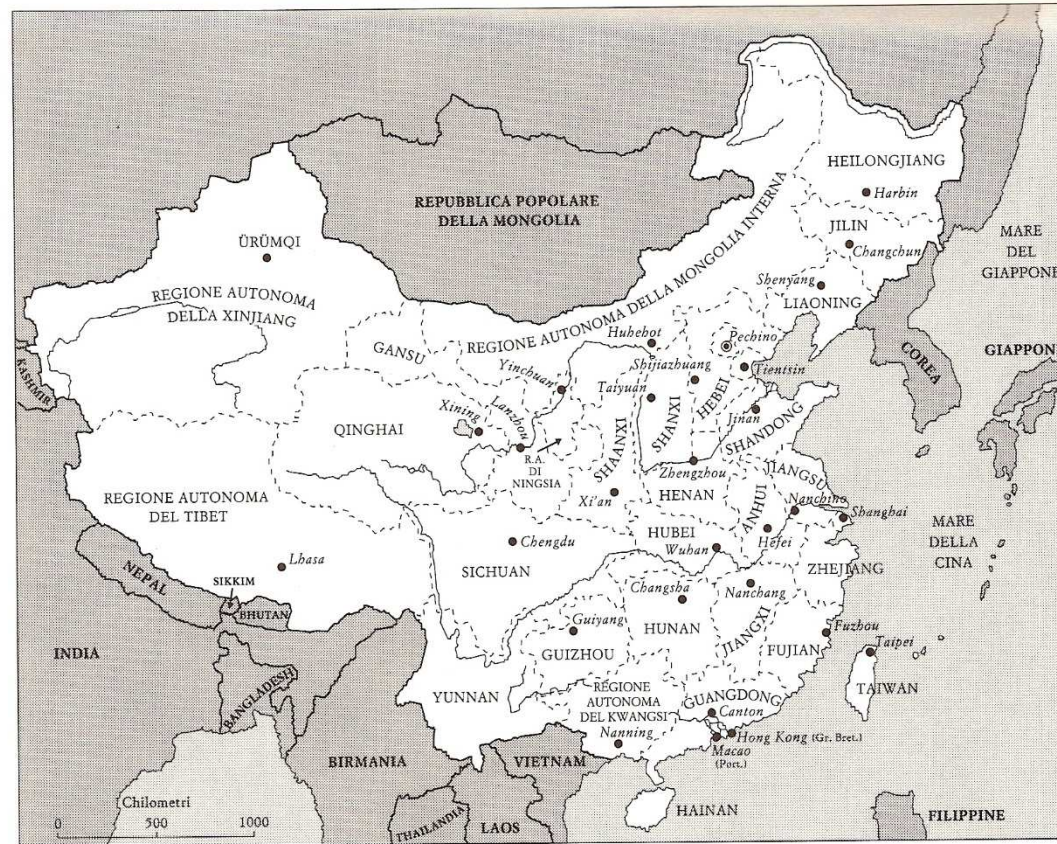 HEILONGJIANG
Harbin
REPUBBLICA POPOLARE
DELLA MONGOLIA
JILIN
Changchun
MARE
DEL
GIAPPONE
ÜRÜMQI
REGIONE AUTONOMA
DELLA XINJIANG
REGIONE AUTONOMA DELLA MONGOLIA INTERNA
Shenyang
LIAONING
KASHMIR
GANSU
Huhehot
Pechino
COREA
GIAPPONE
Yinchuan
Shijiazhuang
Tientsin
Taiyuan
HEBEI
Xining
Lanzhou
SHAANXI
SHANXI
Jinan
SHANDONG
QINGHAI
R.A.
DI
NINGSIA
Zhengzhou
JIANGSU
REGIONE AUTONOMA
DEL TIBET
Xi'an
HENAN
ANHUI
Nanchino
Shanghai
Chengdu
HUBEI
Wuhan
Hefei
MARE
DELLA
CINA
Lhasa
SICHUAN
ZHEJIANG
NEPAL
SIKKIM
BHUTAN
Changsha
Nanchang
Guiyang
HUNAN
JIANGXI
Fuzhou
INDIA
GUIZHOU
FUJIAN
Taipei
BANGLADESH
YUNNAN
REGIONE
AUTONOMA
DEL KWANGSI
GUANGDONG
TAIWAN
Canton
Nanning
Hong Kong (Gr. Bret.)
Macao
(Port.)
BIRMANIA
VIETNAM
Chilometri
0 500 1000
HAINAN
THAILANDIA
LAOS
FILIPPINE